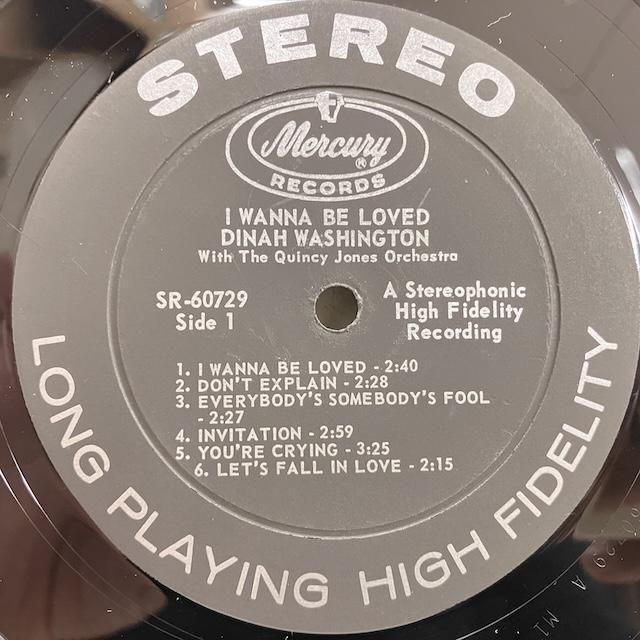 STEREO
Mercury
®
RECORDS
I WANNA BE LOVED
DINAH WASHINGTON
With The Quincy Jones Orchestra
SR-60729
Side 1
A Stereophonic
High Fidelity
Recording
1. I WANNA BE LOVED - 2:40
2. DON'T EXPLAIN - 2:28
3. EVERYBODY'S SOMEBODY'S FOOL
- 2:27
4. INVITATION - 2:59
5. YOU'RE CRYING - 3:25
6. LET'S FALL IN LOVE - 2:15
LONG PLAYING HIGH FIDELITY